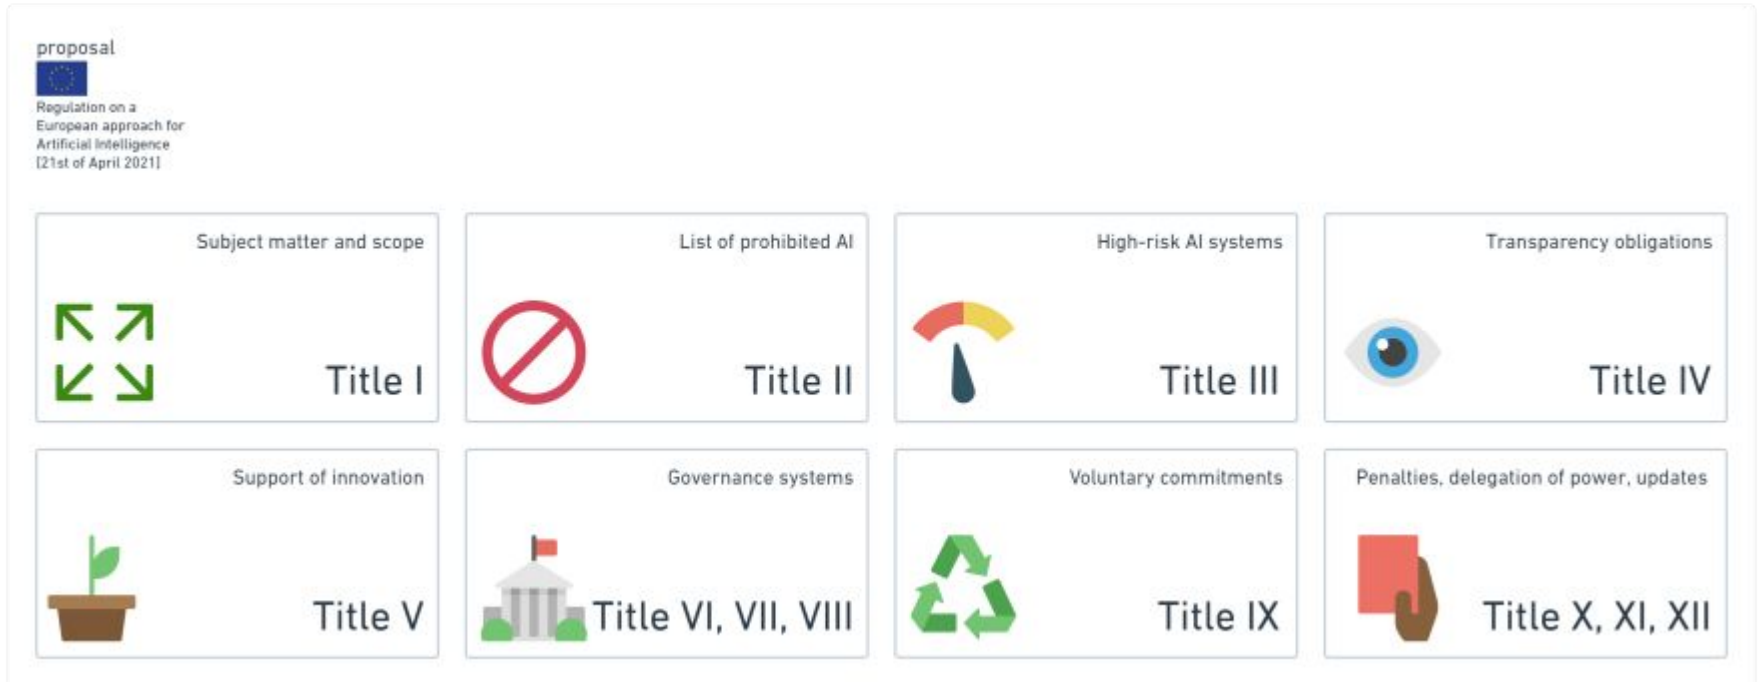 proposal
Regulation on a
European approach for
Artificial Intelligence
[21st of April 2021]
Subject matter and scope
Title I
List of prohibited AI
Title II
High-risk AI systems
Title III
Transparency obligations
Title IV
Support of innovation
Title V
Governance systems
Title VI, VII, VIII
Voluntary commitments
Title IX
Penalties, delegation of power, updates
Title X, XI, XII